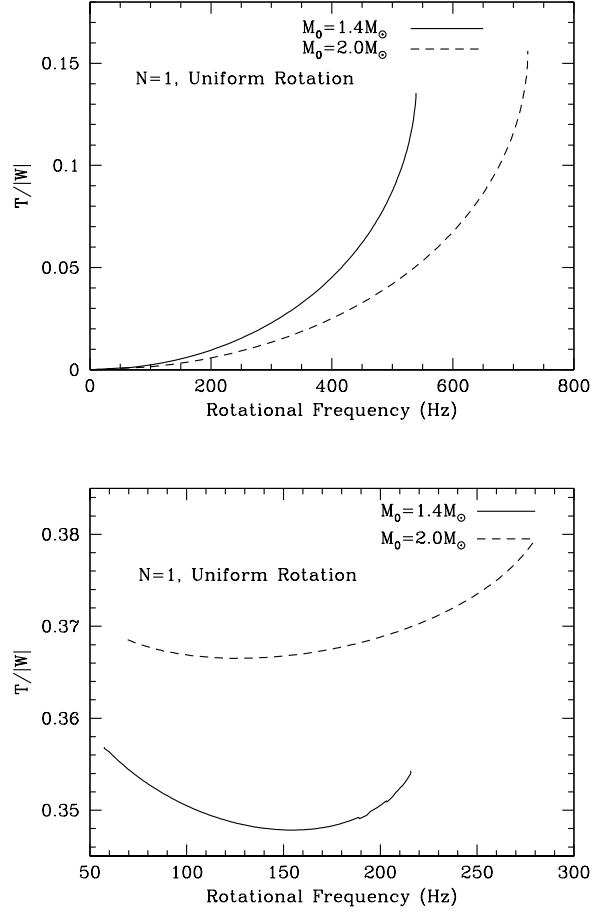 M₀=1.4M☉
M₀=2.0M☉
N=1, Uniform Rotation
0.15
0.1
0.05
0
T/|W|
0 200 400 600 800
Rotational Frequency (Hz)
M₀=1.4M☉
M₀=2.0M☉
N=1, Uniform Rotation
0.38
0.37
0.36
0.35
T/|W|
50 100 150 200 250 300
Rotational Frequency (Hz)